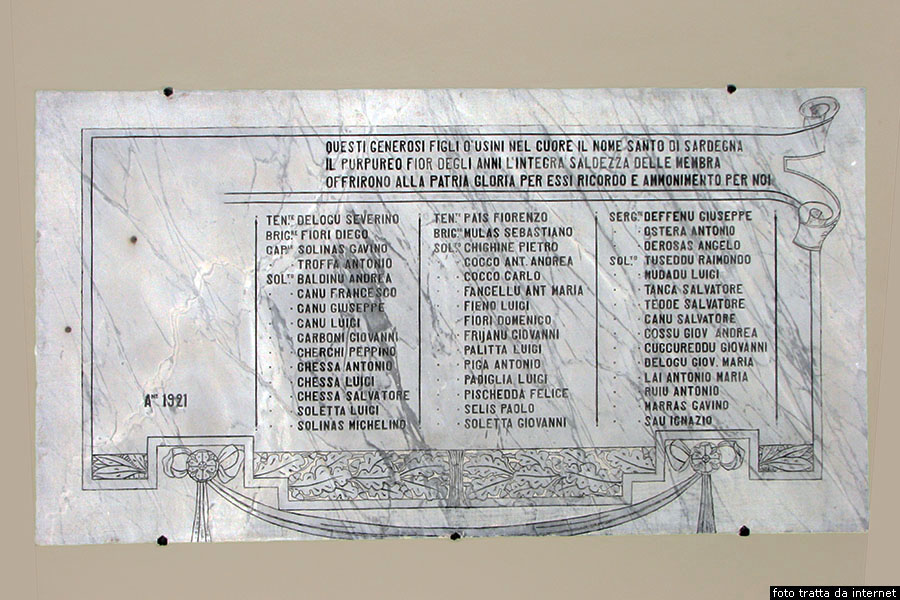 QUESTI GENEROSI FIGLI D'USINI NEL CUORE IL NOME SANTO DI SARDEGNA
IL PURPUREO FIOR DEGLI ANNI L'INTEGRA SALDEZZA DELLE MEMBRA
OFFRIRONO ALLA PATRIA GLORIA PER ESSI RICORDO E AMMONIMENTO PER NOI
TEN.TE DELOGU SEVERINO
BRIG.RE FIORI DIEGO
CAP.LE SOLINAS GAVINO
· TROFFA ANTONIO
SOL.TO BALDINU ANDREA
· · CANU FRANCESCO
· · CANU GIUSEPPE
· · CANU LUIGI
· · CARBONI GIOVANNI
· · CHERCHI PEPPINO
· · CHESSA ANTONIO
· · CHESSA LUIGI
· · CHESSA SALVATORE
· · SOLETTA LUIGI
· · SOLINAS MICHELINO
TEN.TE PAIS FIORENZO
BRIG.RE MULAS SEBASTIANO
SOL.TO CHIGHINE PIETRO
· · COCCO ANT. ANDREA
· · COCCO CARLO
· · FANCELLU ANT MARIA
· · FIENO LUIGI
· · FIORI DOMENICO
· · FRIJANU GIOVANNI
· · PALITTA LUIGI
· · PIGA ANTONIO
· · PADIGLIA LUIGI
· · PISCHEDDA FELICE
· · SELIS PAOLO
· · SOLETTA GIOVANNI
SERG.TE DEFFENU GIUSEPPE
· · OSTERA ANTONIO
· · DEROSAS ANGELO
SOL.TO TUSEDDU RAIMONDO
· · MUDADU LUIGI
· · TANCA SALVATORE
· · TEDDE SALVATORE
· · CANU SALVATORE
· · COSSU GIOV. ANDREA
· · CUCCUREDDU GIOVANNI
· · DELOGU GIOV. MARIA
· · LAI ANTONIO MARIA
· · RUIU ANTONIO
· · MARRAS GAVINO
· · SAU IGNAZIO
A.NO 1921
foto tratta da internet